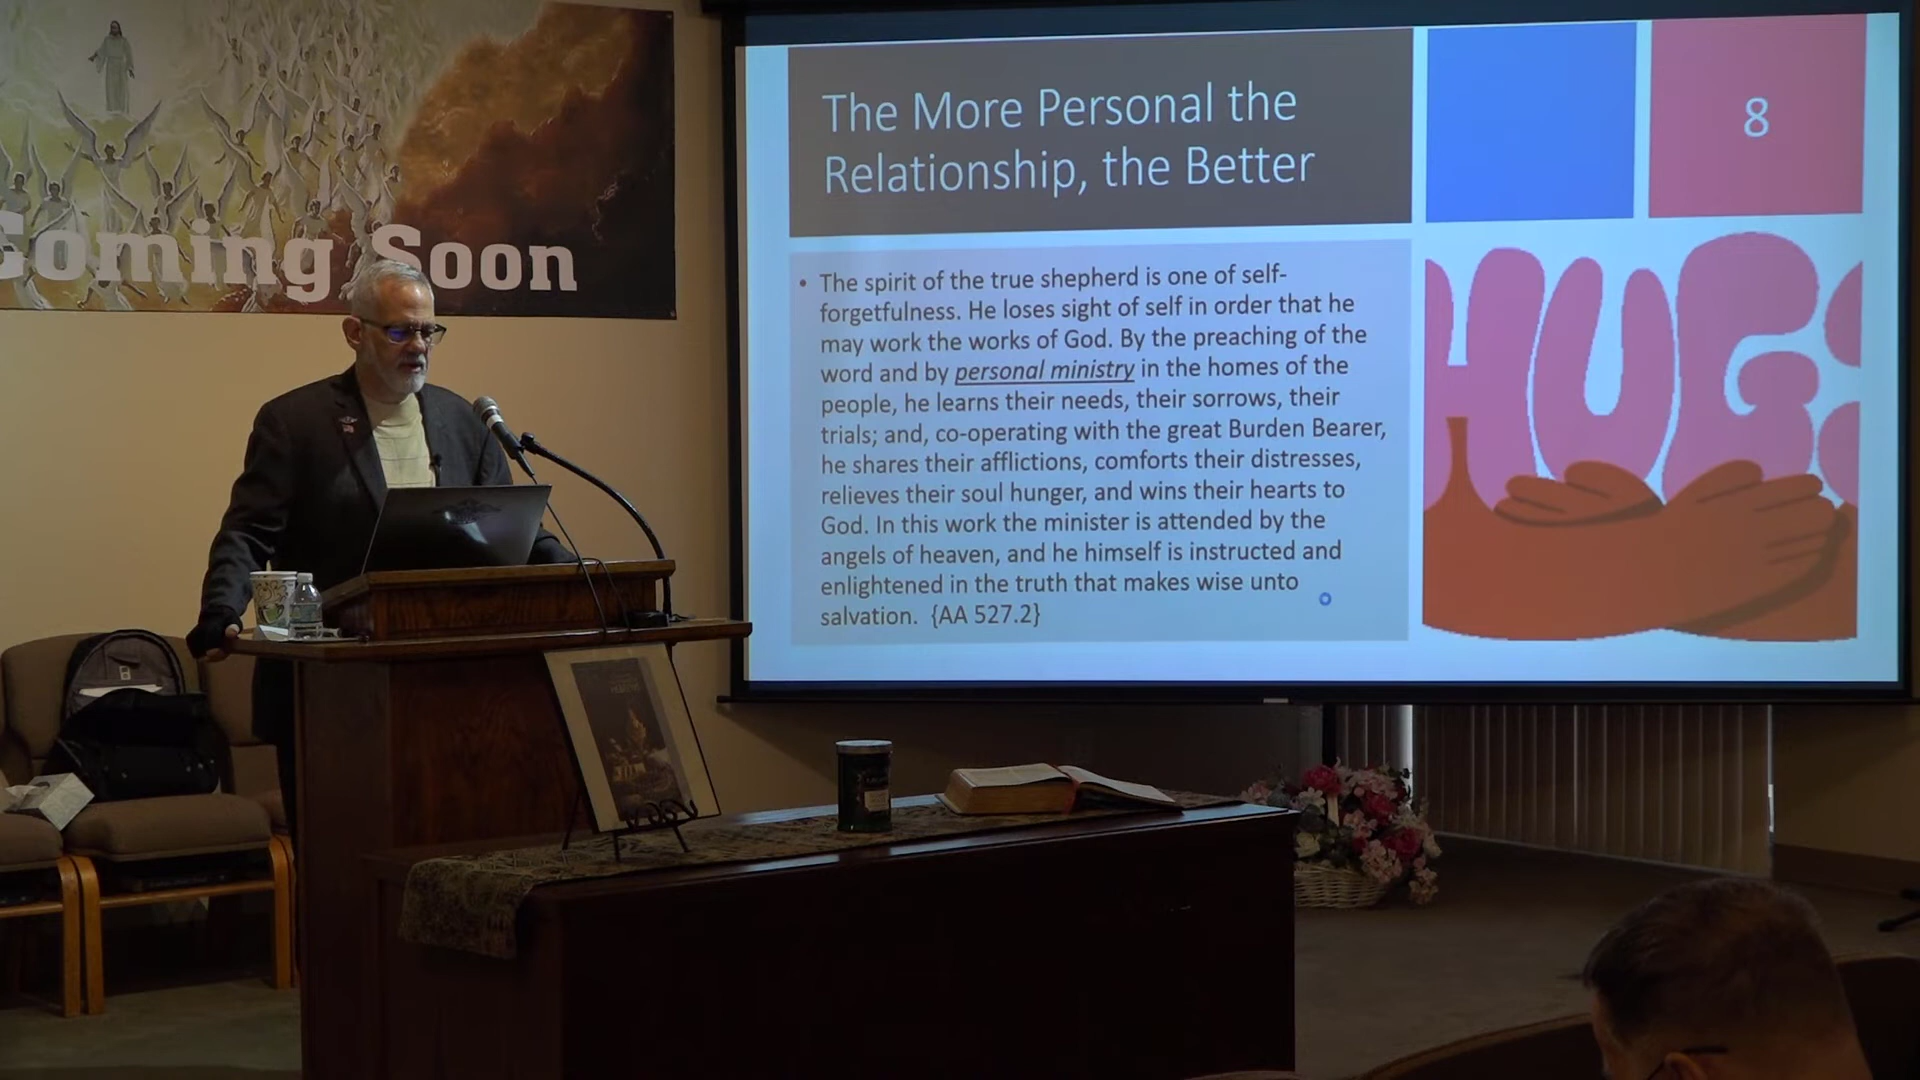 Coming Soon
The More Personal the
Relationship, the Better
8
• The spirit of the true shepherd is one of self-
forgetfulness. He loses sight of self in order that he
may work the works of God. By the preaching of the
word and by personal ministry in the homes of the
people, he learns their needs, their sorrows, their
trials; and, co-operating with the great Burden Bearer,
he shares their afflictions, comforts their distresses,
relieves their soul hunger, and wins their hearts to
God. In this work the minister is attended by the
angels of heaven, and he himself is instructed and
enlightened in the truth that makes wise unto
salvation. {AA 527.2}
HUGS